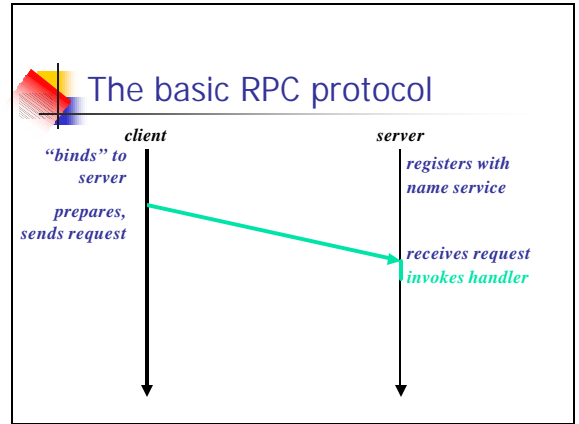 The basic RPC protocol
client
server
“binds” to
server
registers with
name service
prepares,
sends request
receives request
invokes handler